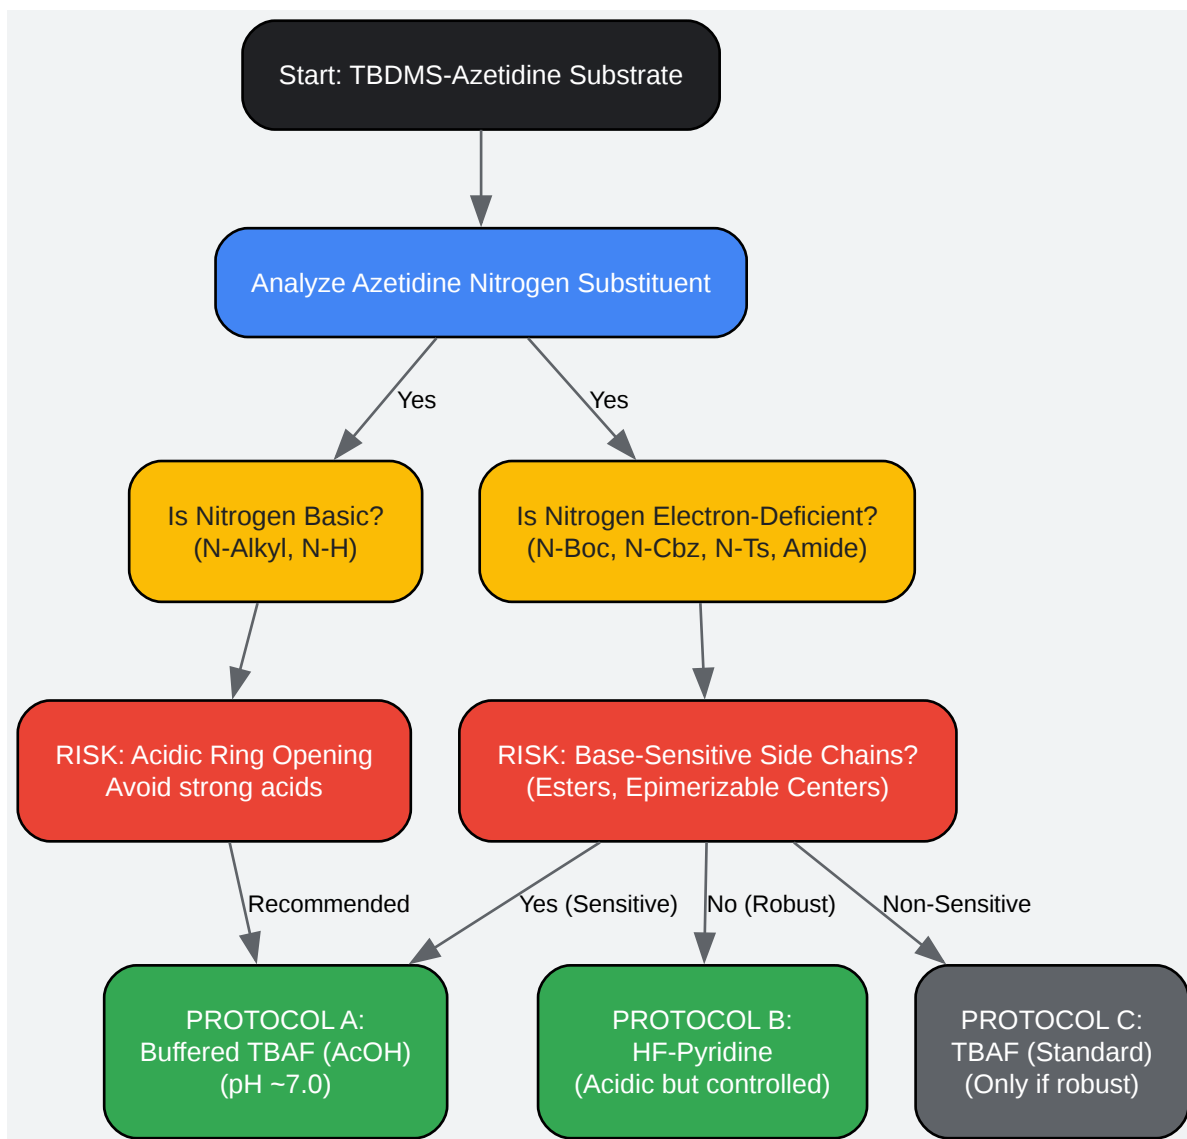 Start: TBDMS-Azetidine Substrate
Analyze Azetidine Nitrogen Substituent
Yes
Yes
Is Nitrogen Basic?
(N-Alkyl, N-H)
Is Nitrogen Electron-Deficient?
(N-Boc, N-Cbz, N-Ts, Amide)
RISK: Acidic Ring Opening
Avoid strong acids
RISK: Base-Sensitive Side Chains?
(Esters, Epimerizable Centers)
Recommended
Yes (Sensitive)
No (Robust)
Non-Sensitive
PROTOCOL A:
Buffered TBAF (AcOH)
(pH ~7.0)
PROTOCOL B:
HF-Pyridine
(Acidic but controlled)
PROTOCOL C:
TBAF (Standard)
(Only if robust)